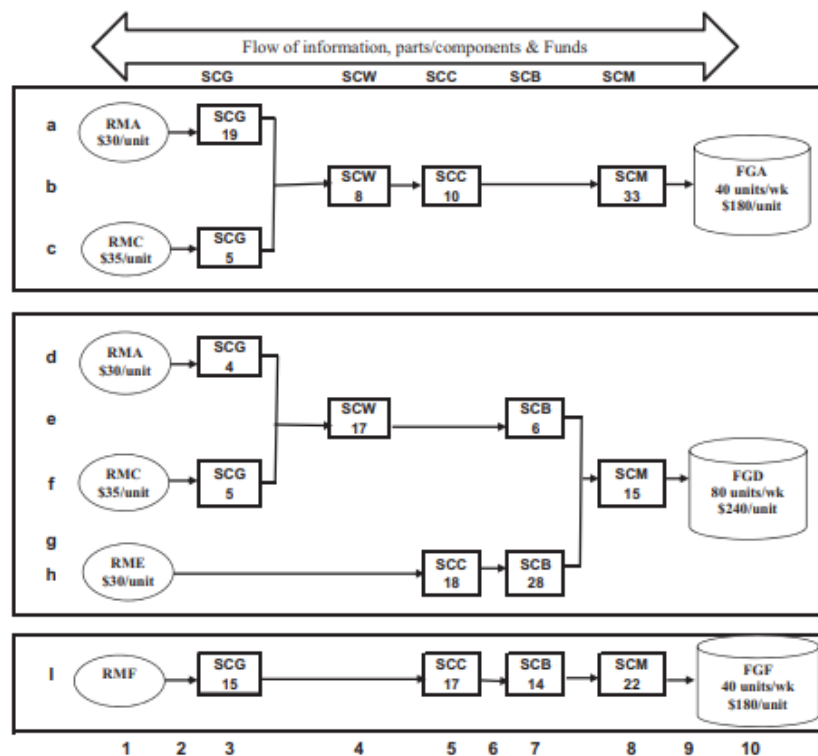 Flow of information, parts/components & Funds
SCG SCW SCC SCB SCM
a
RMA
$30/unit
SCG
19
b
SCW
8
SCC
10
SCM
33
FGA
40 units/wk
$180/unit
c
RMC
$35/unit
SCG
5
d
RMA
$30/unit
SCG
4
e
SCW
17
SCB
6
f
RMC
$35/unit
SCG
5
SCM
15
FGD
80 units/wk
$240/unit
g
h
RME
$30/unit
SCC
18
SCB
28
I
RMF
SCG
15
SCC
17
SCB
14
SCM
22
FGF
40 units/wk
$180/unit
1 2 3 4 5 6 7 8 9 10